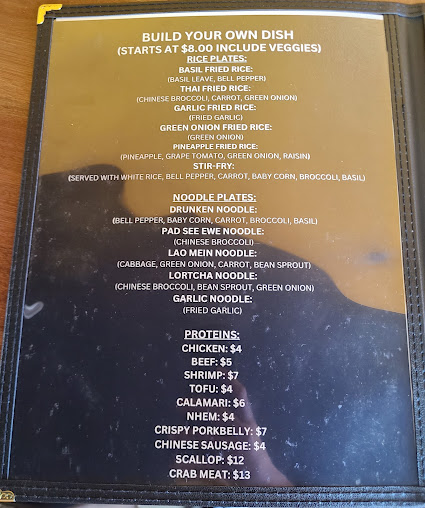 BUILD YOUR OWN DISH
(STARTS AT $8.00 INCLUDE VEGGIES)
RICE PLATES:
BASIL FRIED RICE:
(BASIL LEAVE, BELL PEPPER)
THAI FRIED RICE:
(CHINESE BROCCOLI, CARROT, GREEN ONION)
GARLIC FRIED RICE:
(FRIED GARLIC)
GREEN ONION FRIED RICE:
(GREEN ONION)
PINEAPPLE FRIED RICE:
(PINEAPPLE, GRAPE TOMATO, GREEN ONION, RAISIN)
STIR-FRY:
(SERVED WITH WHITE RICE, BELL PEPPER, CARROT, BABY CORN, BROCCOLI, BASIL)
NOODLE PLATES:
DRUNKEN NOODLE:
(BELL PEPPER, BABY CORN, CARROT, BROCCOLI, BASIL)
PAD SEE EWE NOODLE:
(CHINESE BROCCOLI)
LAO MEIN NOODLE:
(CABBAGE, GREEN ONION, CARROT, BEAN SPROUT)
LORTCHA NOODLE:
(CHINESE BROCCOLI, BEAN SPROUT, GREEN ONION)
GARLIC NOODLE:
(FRIED GARLIC)
PROTEINS:
CHICKEN: $4
BEEF: $5
SHRIMP: $7
TOFU: $4
CALAMARI: $6
NHEM: $4
CRISPY PORKBELLY: $7
CHINESE SAUSAGE: $4
SCALLOP: $12
CRAB MEAT: $13